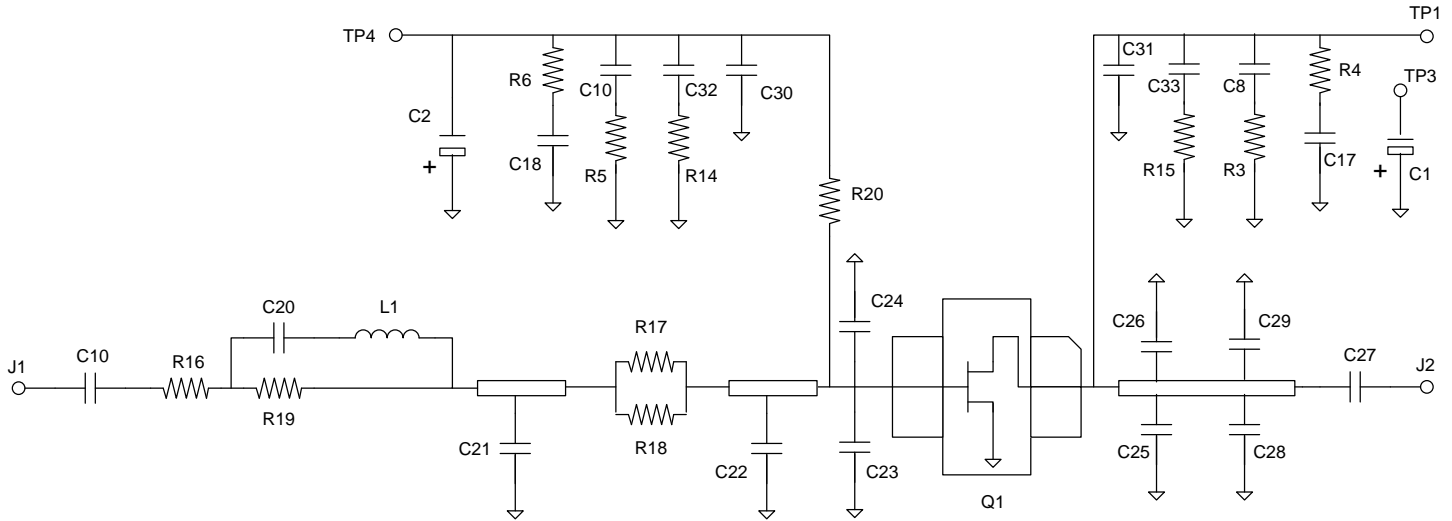 TP4
TP1
C31
R6
C10
C32
C30
C33
C8
R4
TP3
C2
+
C18
R5
R14
R15
R3
C17
+
C1
R20
C24
C26
C29
C20
L1
R17
J1
C10
R16
C27
J2
R19
C21
R18
C22
C23
C25
C28
Q1